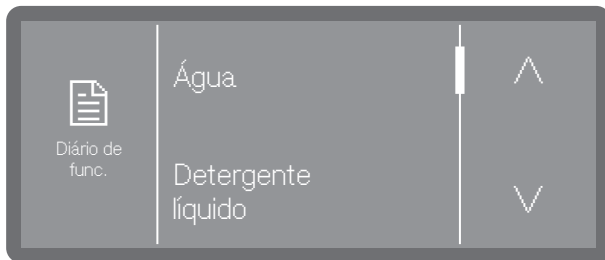 Diário de
func.
Água
Detergente
líquido